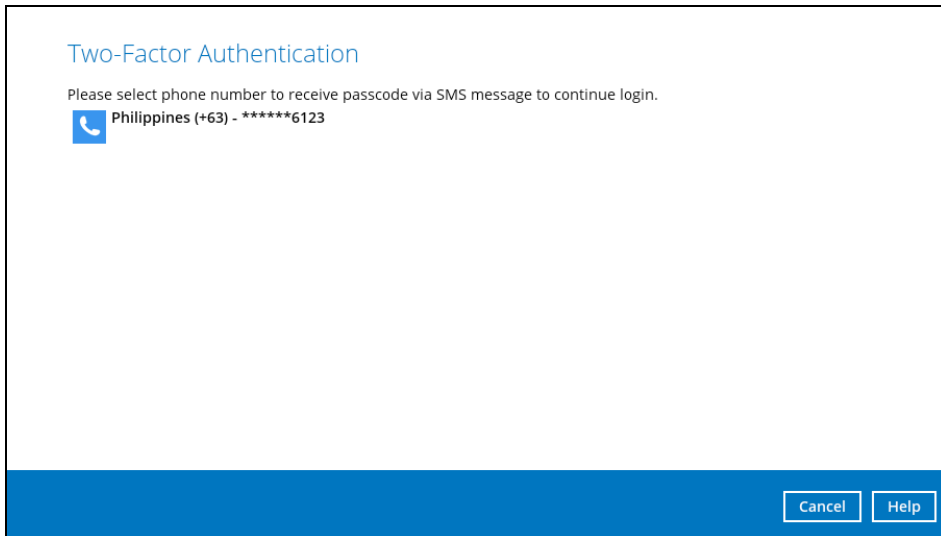 Two-Factor Authentication
Please select phone number to receive passcode via SMS message to continue login.
Philippines (+63) - ******6123
Cancel Help